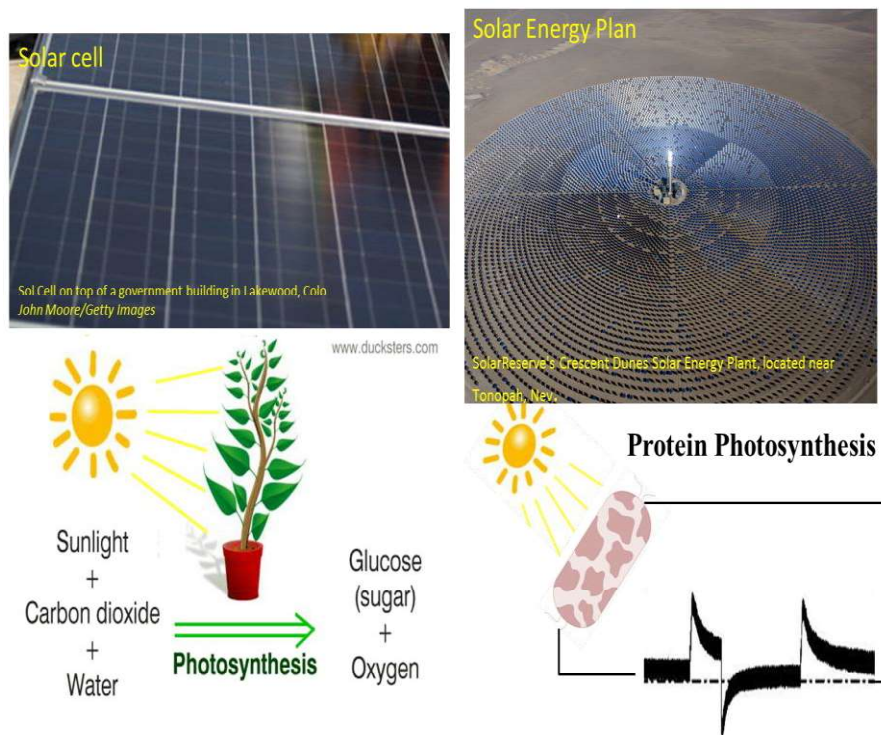 Solar cell
Sol Cell on top of a government building in Lakewood, Colo
John Moore/Getty Images
Solar Energy Plan
SolarReserve's Crescent Dunes Solar Energy Plant, located near
Tonopah, Nev.
www.ducksters.com
Sunlight
+
Carbon dioxide
+
Water
Photosynthesis
Glucose
(sugar)
+
Oxygen
Protein Photosynthesis